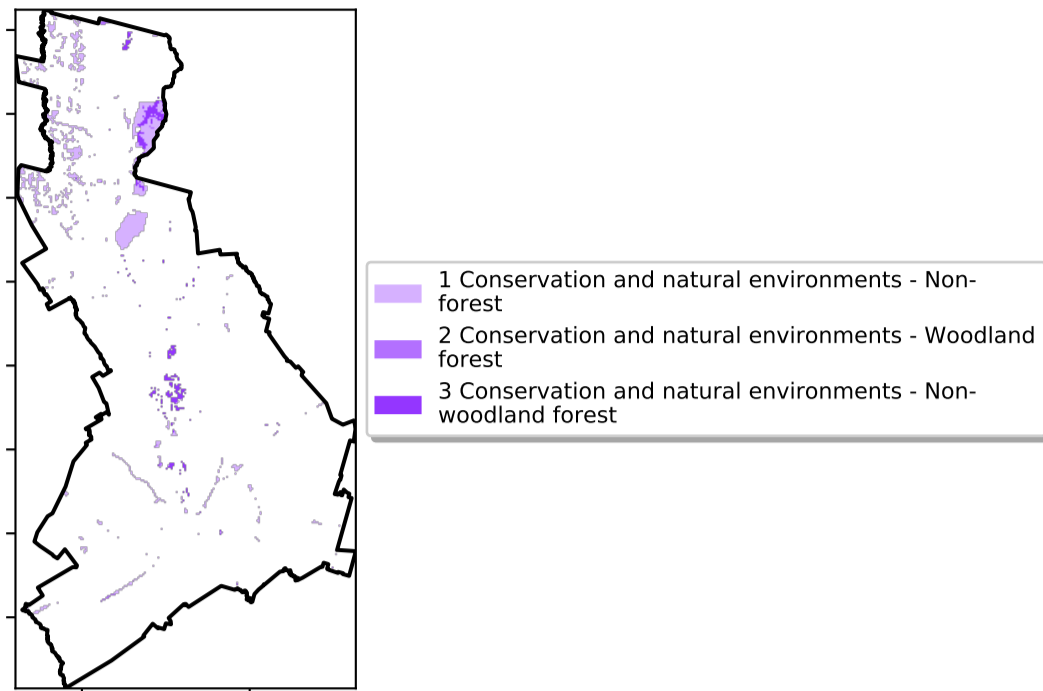 1 Conservation and natural environments - Non-
forest
2 Conservation and natural environments - Woodland
forest
3 Conservation and natural environments - Non-
woodland forest